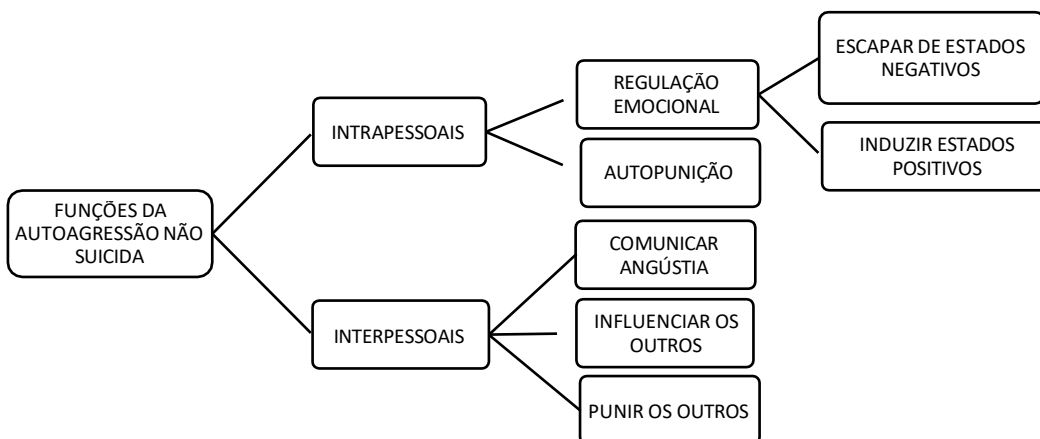 FUNÇÕES DA
AUTOAGRESSÃO NÃO
SUICIDA
INTRAPESSOAIS
REGULAÇÃO
EMOCIONAL
ESCAPAR DE ESTADOS
NEGATIVOS
INDUZIR ESTADOS
POSITIVOS
AUTOPUNIÇÃO
INTERPESSOAIS
COMUNICAR
ANGÚSTIA
INFLUENCIAR OS
OUTROS
PUNIR OS OUTROS